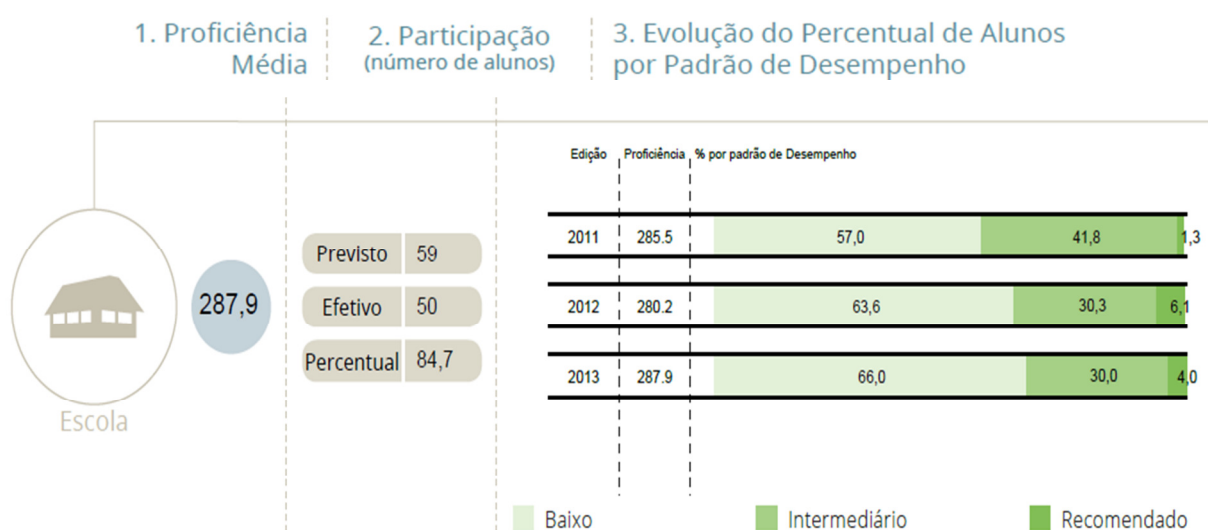 1. Proficiência
Média
2. Participação
(número de alunos)
3. Evolução do Percentual de Alunos
por Padrão de Desempenho
Edição Proficiência % por padrão de Desempenho
Escola
287,9
Previsto 59
Efetivo 50
Percentual 84,7
2011 285.5 57,0 41,8 1,3
2012 280.2 63,6 30,3 6,1
2013 287.9 66,0 30,0 4,0
Baixo Intermediário Recomendado